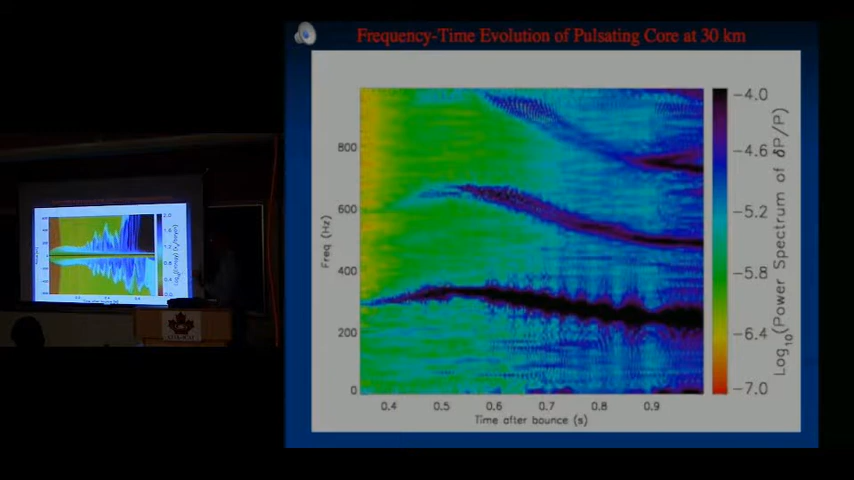 Frequency-Time Evolution of Pulsating Core at 30 km
Freq (Hz)
800
600
400
200
0
0.4 0.5 0.6 0.7 0.8 0.9
Time after bounce (s)
-4.0
-4.6
-5.2
-5.8
-6.4
-7.0
Log10(Power Spectrum of δP/P)